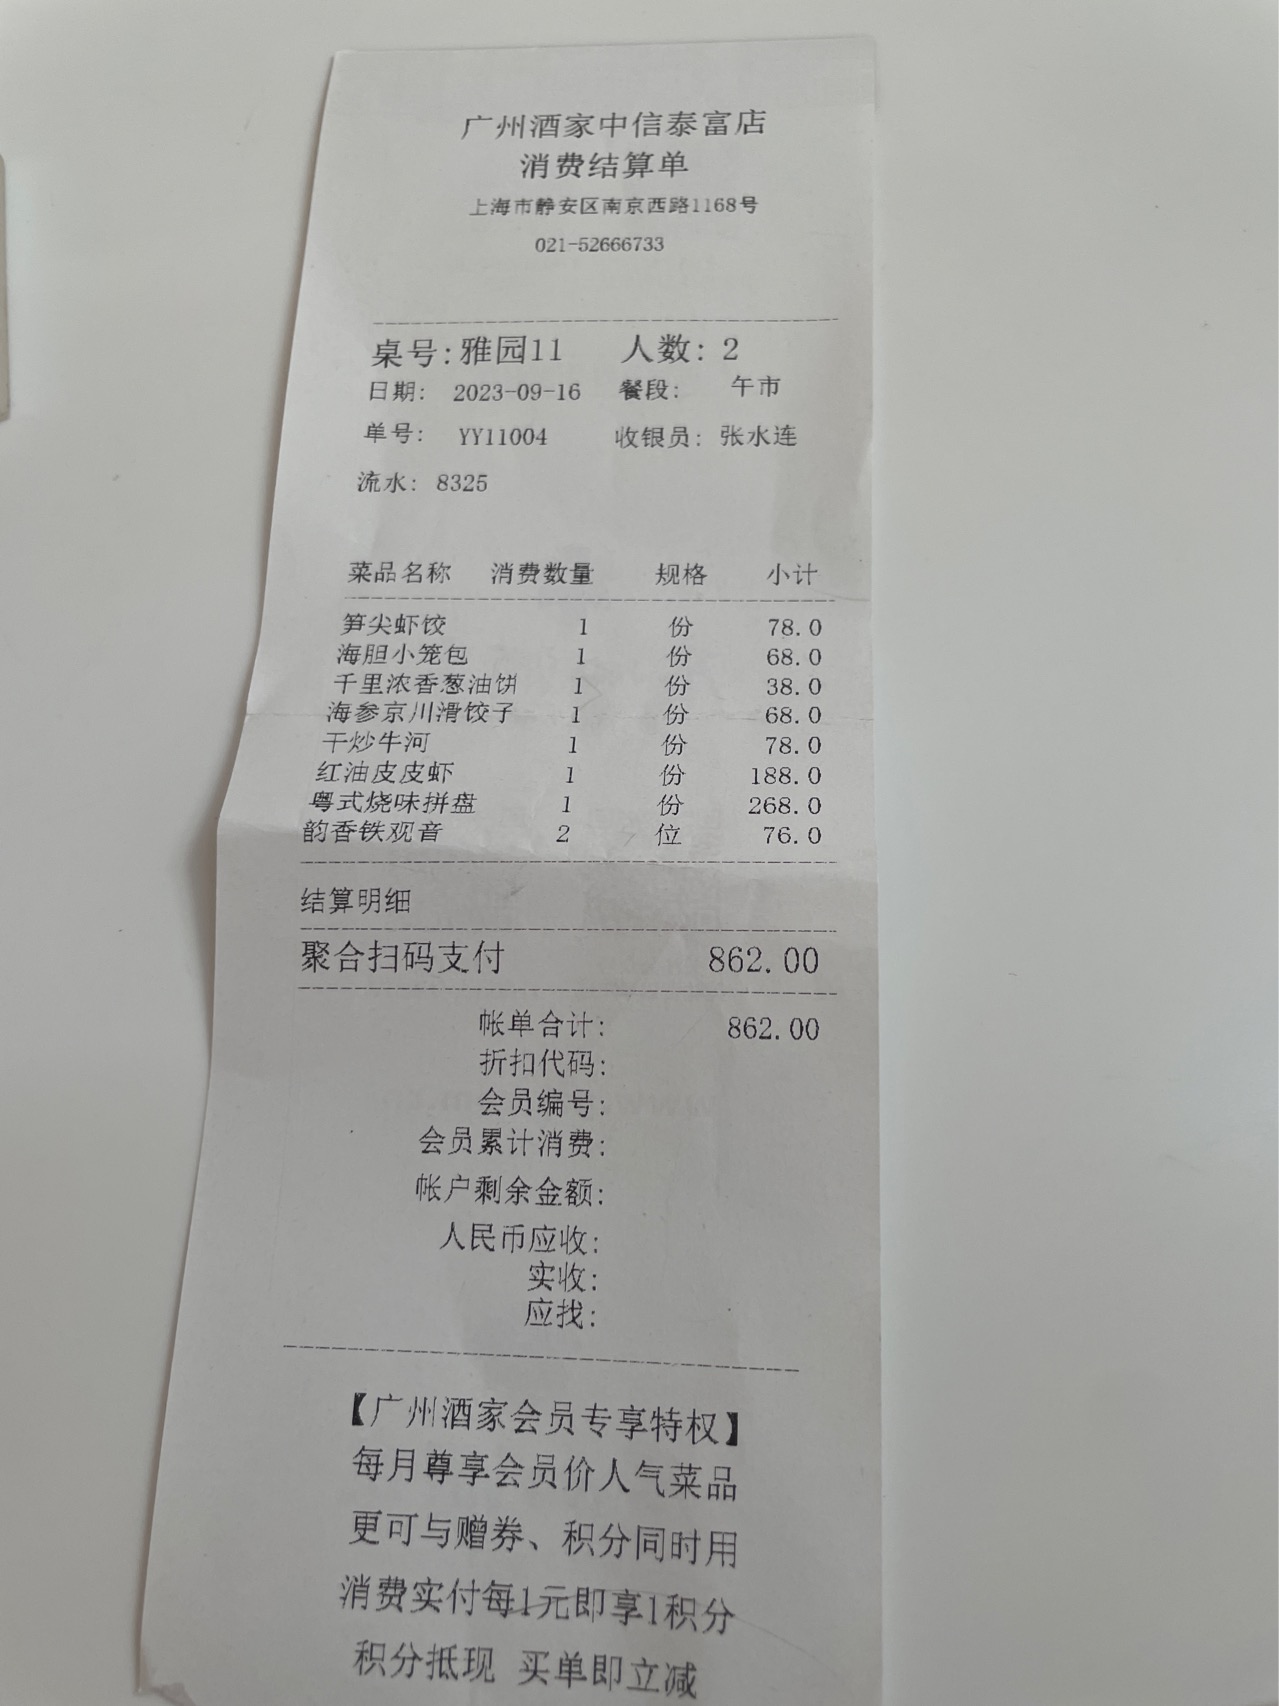 广州酒家中信泰富店
消费结算单
上海市静安区南京西路1168号
021-52666733
桌号:雅园11 人数: 2
日期: 2023-09-16 餐段: 午市
单号: YY11004 收银员: 张水连
流水: 8325
菜品名称 消费数量 规格 小计
笋尖虾饺 1 份 78.0
海胆小笼包 1 份 68.0
千里浓香葱油饼 1 份 38.0
海参京川滑饺子 1 份 68.0
干炒牛河 1 份 78.0
红油皮皮虾 1 份 188.0
粤式烧味拼盘 1 份 268.0
韵香铁观音 2 位 76.0
结算明细
聚合扫码支付 862.00
帐单合计: 862.00
折扣代码:
会员编号:
会员累计消费:
帐户剩余金额:
人民币应收:
实收:
应找:
【广州酒家会员专享特权】
每月尊享会员价人气菜品
更可与赠券、积分同时用
消费实付每1元即享1积分
积分抵现 买单即立减